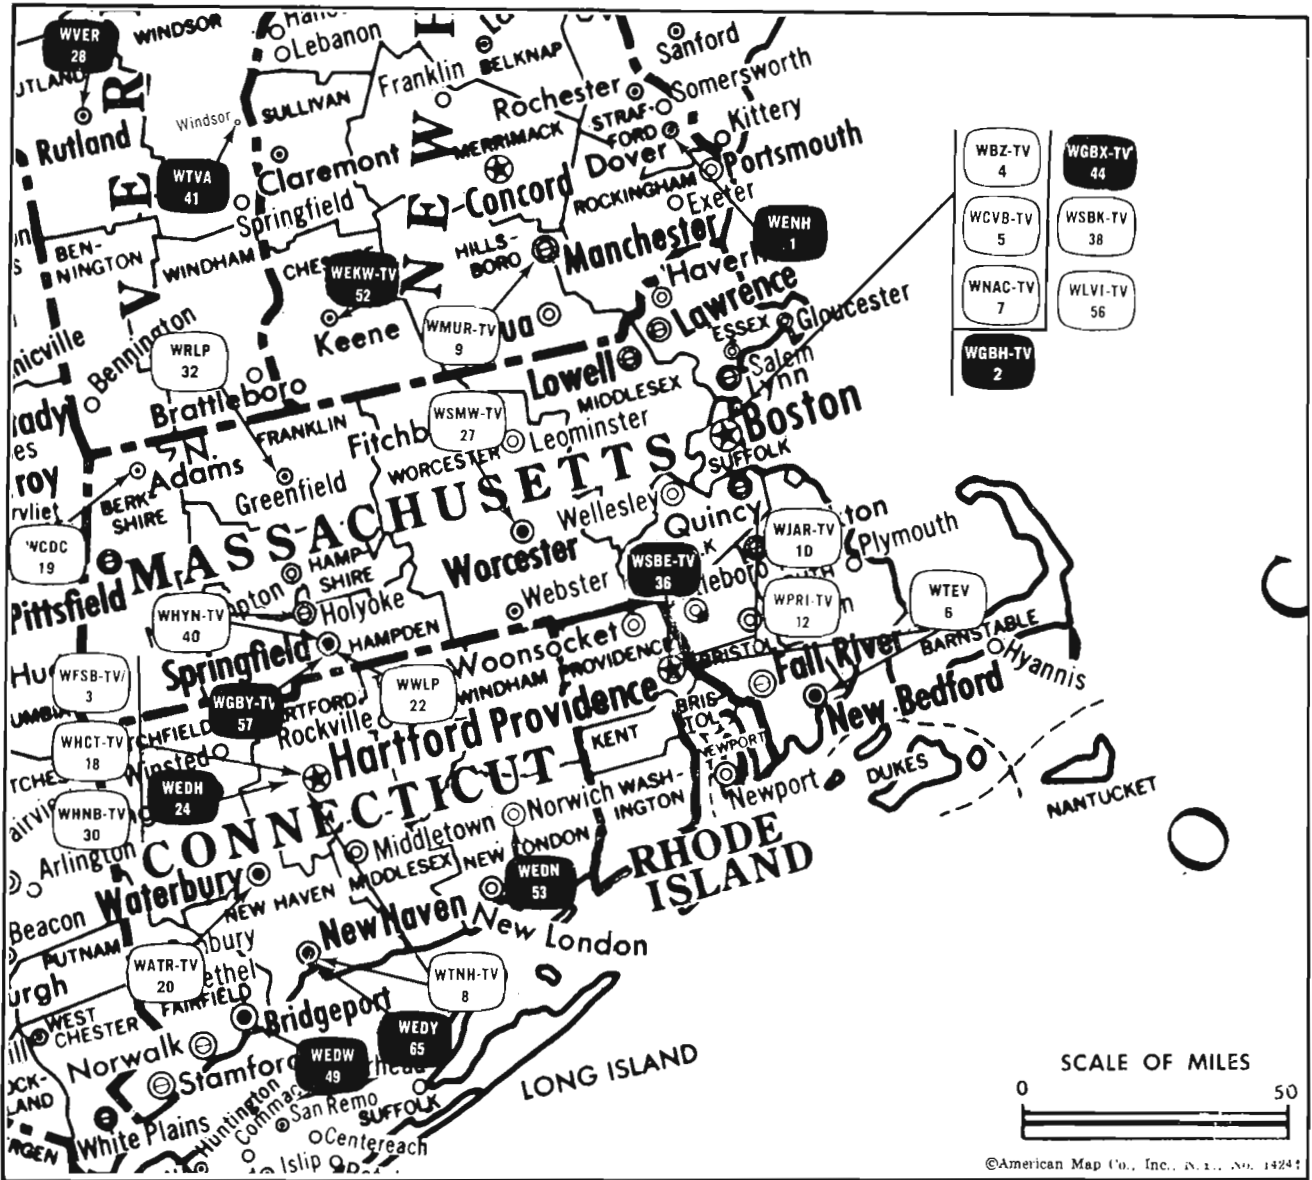 WVER
28
WINDSOR
Lebanon
Franklin
BELKNAP
Sanford
Somersworth
Rochester
STRAF-
FORD
Kittery
Rutland
Windsor
SULLIVAN
MERRIMACK
Dover
Portsmouth
WTVA
41
Claremont
Concord
ROCKINGHAM
Exeter
Springfield
WENH
11
BEN-
NINGTON
WINDHAM
HILLS-
BORO
Manchester
WEKW-TV
52
Keene
WMUR-TV
9
Lawrence
ESSEX
Gloucester
Salem
Lynn
WBZ-TV
4
WGBX-TV
44
WCVB-TV
5
WSBK-TV
38
WNAC-TV
7
WLVI-TV
56
WGBH-TV
2
Bennington
WRLP
32
Brattleboro
Lowell
MIDDLESEX
WSMW-TV
27
Leominster
Boston
SUFFOLK
FRANKLIN
WORCESTER
N.
Adams
Greenfield
BERK-
SHIRE
MASSACHUSETTS
Wellesley
Quincy
WCDC
19
Pittsfield
HAMP-
SHIRE
Worcester
Webster
WSBE-TV
36
WJAR-TV
10
Plymouth
WHYN-TV
40
Holyoke
HAMPDEN
WPRI-TV
12
WTEV
6
BARNSTABLE
Hyannis
Springfield
Woonsocket
PROVIDENCE
BRISTOL
Fall River
New Bedford
WFSB-TV
3
WGBY-TV
57
WWLP
22
WINDHAM
Rockville
Hartford
Providence
BRIS-
TOL
NEWPORT
KENT
WHCT-TV
18
Winsted
WEDH
24
WASH-
INGTON
Newport
DUKES
NANTUCKET
WHNB-TV
30
CONNECTICUT
Norwich
Middletown
MIDDLESEX
NEW LONDON
RHODE
ISLAND
Arlington
Waterbury
NEW HAVEN
WEDN
53
Beacon
PUTNAM
New Haven
New London
WATR-TV
20
FAIRFIELD
WTNH-TV
8
WEST
CHESTER
Bridgeport
WEDY
65
Norwalk
Stamford
WEDW
49
LONG ISLAND
SUFFOLK
White Plains
Huntington
San Remo
Centereach
Islip
SCALE OF MILES
0 50
©American Map Co., Inc., N.Y., No. 14241